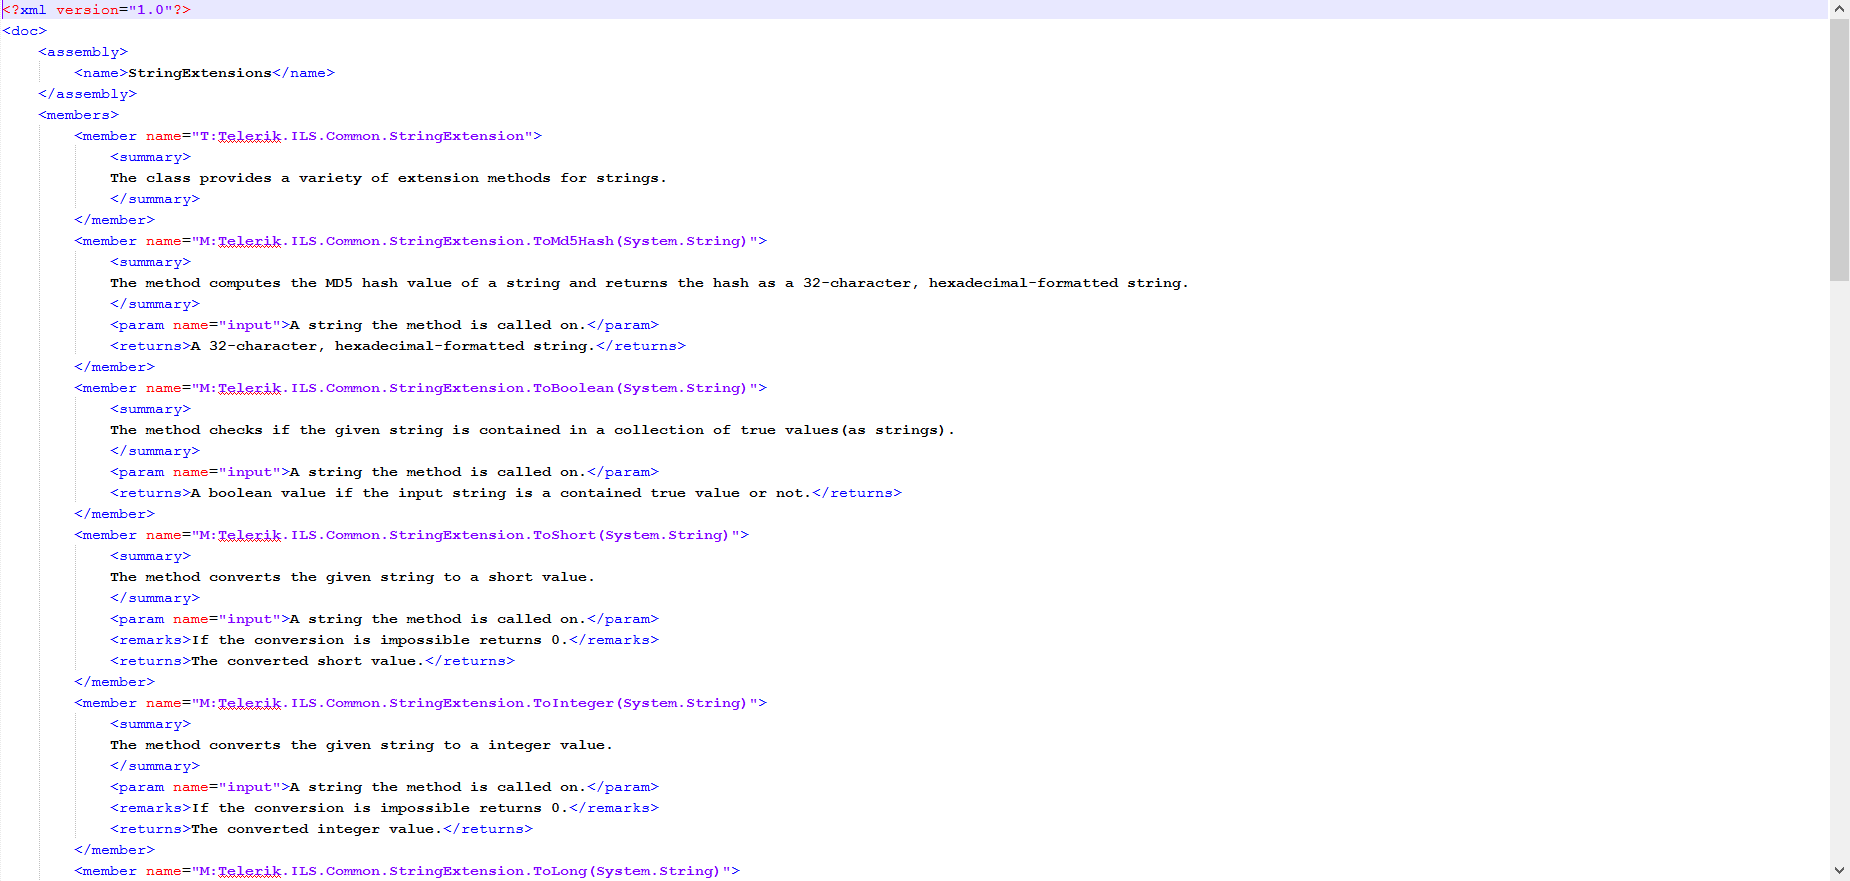 <?xml version="1.0"?>
<doc>
<assembly>
<name>StringExtensions</name>
</assembly>
<members>
<member name="T:Telerik.ILS.Common.StringExtension">
<summary>
The class provides a variety of extension methods for strings.
</summary>
</member>
<member name="M:Telerik.ILS.Common.StringExtension.ToMd5Hash(System.String)">
<summary>
The method computes the MD5 hash value of a string and returns the hash as a 32-character, hexadecimal-formatted string.
</summary>
<param name="input">A string the method is called on.</param>
<returns>A 32-character, hexadecimal-formatted string.</returns>
</member>
<member name="M:Telerik.ILS.Common.StringExtension.ToBoolean(System.String)">
<summary>
The method checks if the given string is contained in a collection of true values(as strings).
</summary>
<param name="input">A string the method is called on.</param>
<returns>A boolean value if the input string is a contained true value or not.</returns>
</member>
<member name="M:Telerik.ILS.Common.StringExtension.ToShort(System.String)">
<summary>
The method converts the given string to a short value.
</summary>
<param name="input">A string the method is called on.</param>
<remarks>If the conversion is impossible returns 0.</remarks>
<returns>The converted short value.</returns>
</member>
<member name="M:Telerik.ILS.Common.StringExtension.ToInteger(System.String)">
<summary>
The method converts the given string to a integer value.
</summary>
<param name="input">A string the method is called on.</param>
<remarks>If the conversion is impossible returns 0.</remarks>
<returns>The converted integer value.</returns>
</member>
<member name="M:Telerik.ILS.Common.StringExtension.ToLong(System.String)">